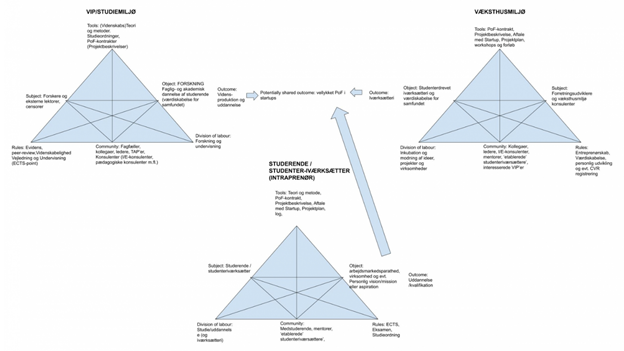 VIP/STUDIEMILJØ
Tools: (Videnskabs)Teori
og metoder
Studieordninger,
PoF-kontrakter
(Projektbeskrivelser)
Subject: Forskere og
eksterne lektorer,
censorer
Object: FORSKNING
Faglig- og akademisk
dannelse af studerende
(værdiskabelse for
samfundet)
Outcome:
Videns-
produktion og
uddannelse
Rules: Evidens,
peer-review,Videnskabelighed
Vejledning og Undervisning
(ECTS-point)
Community: Fagfeller,
kollegaer, ledere, TAP'er,
Konsulenter (I/E-konsulenter,
pædagogiske konsulenter m.fl.)
Division of labour:
Forskning og
undervisning
Potentially shared outcome: vellykket PoF /
startups
VÆKSTHUSMILJØ
Tools: PoF-kontrakt,
Projektbeskrivelse, Aftale
med Startup, Projektplan,
workshops og forløb
Outcome:
Iværksætteri
Object: Studenterdrevet
iværksætteri og
værdiskabelse for
samfundet
Subject:
Forretningsudviklere
og væksthusmiljø
konsulenter
Division of labour:
Inkubation og
modning af ideer,
projekter og
virksomheder
Community: Kollegaer,
ledere, I/E-konsulenter,
mentorer, 'etablerede'
studenteriværksættere',
interesserede VIP'er
Rules:
Entreprenørskab,
Værdiskabelse,
personlig udvikling
og evt. CVR
registrering
STUDERENDE /
STUDENTER-IVÆRKSÆTTER
(INTRAPRENØR)
Tools: Teori og metode,
PoF-kontrakt,
Projektbeskrivelse, Aftale
med Startup, Projektplan,
log,
Subject: Studerende /
studenteriværksætter
Object:
arbejdsmarkedsparathed,
virksomhed og evt.
Personlig vision/mission
eller aspiration
Outcome:
Uddannelse
/kvalifikation
Division of labour:
Studie/uddannels
e (og
iværksætteri)
Community:
Medstuderende, mentorer,
'etablerede'
studenteriværksættere',
Rules: ECTS,
Eksamen,
Studieordning